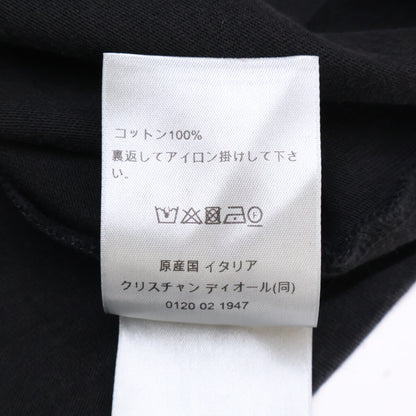 コットン100%
裏返してアイロン掛けして下さ
い。
原産国 イタリア
クリスチャン ディオール(同)
0120 02 1947